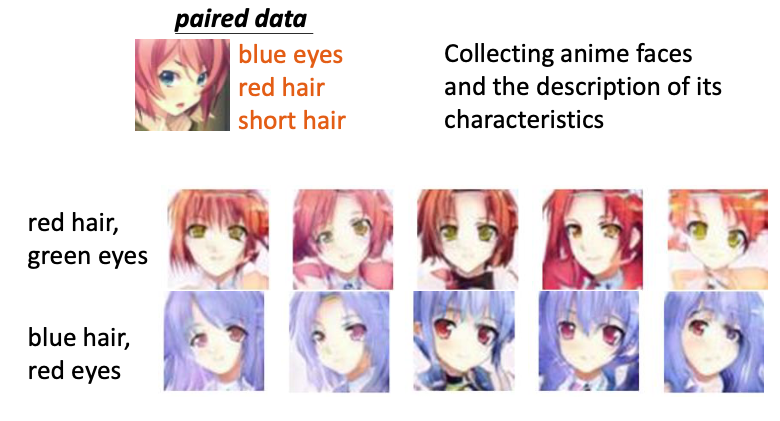 paired data
blue eyes
red hair
short hair
Collecting anime faces
and the description of its
characteristics
red hair,
green eyes
blue hair,
red eyes